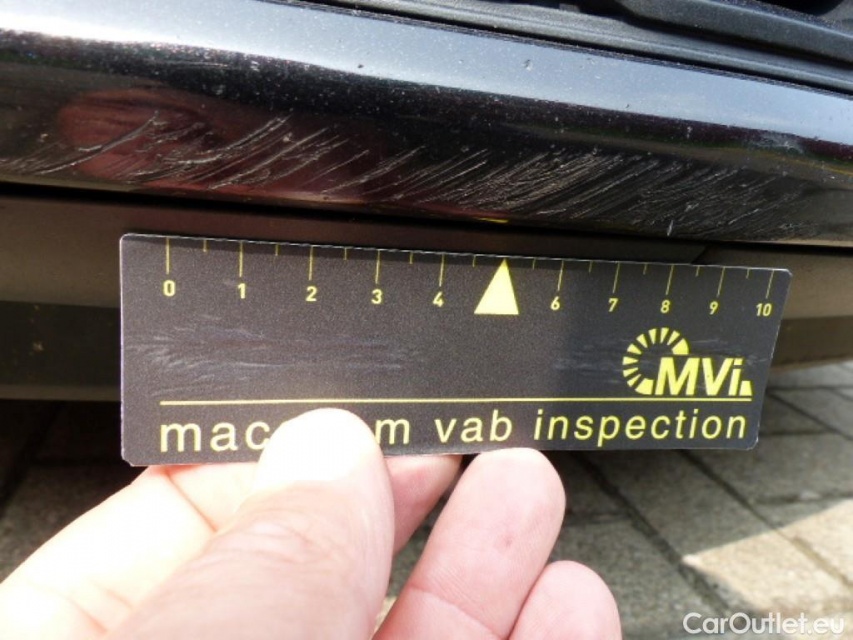 0 1 2 3 4 6 7 8 9 10
MVi
vab inspection
CarOutlet.eu